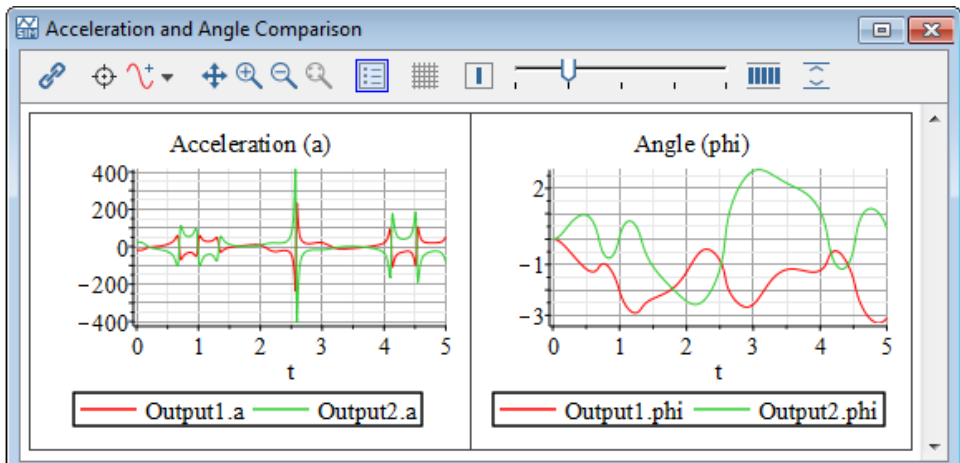 Acceleration and Angle Comparison
Acceleration (a)
400
200
0
−200
−400
0 1 2 3 4 5
t
Output1.a Output2.a
Angle (phi)
2
−1
−3
0 1 2 3 4 5
t
Output1.phi Output2.phi